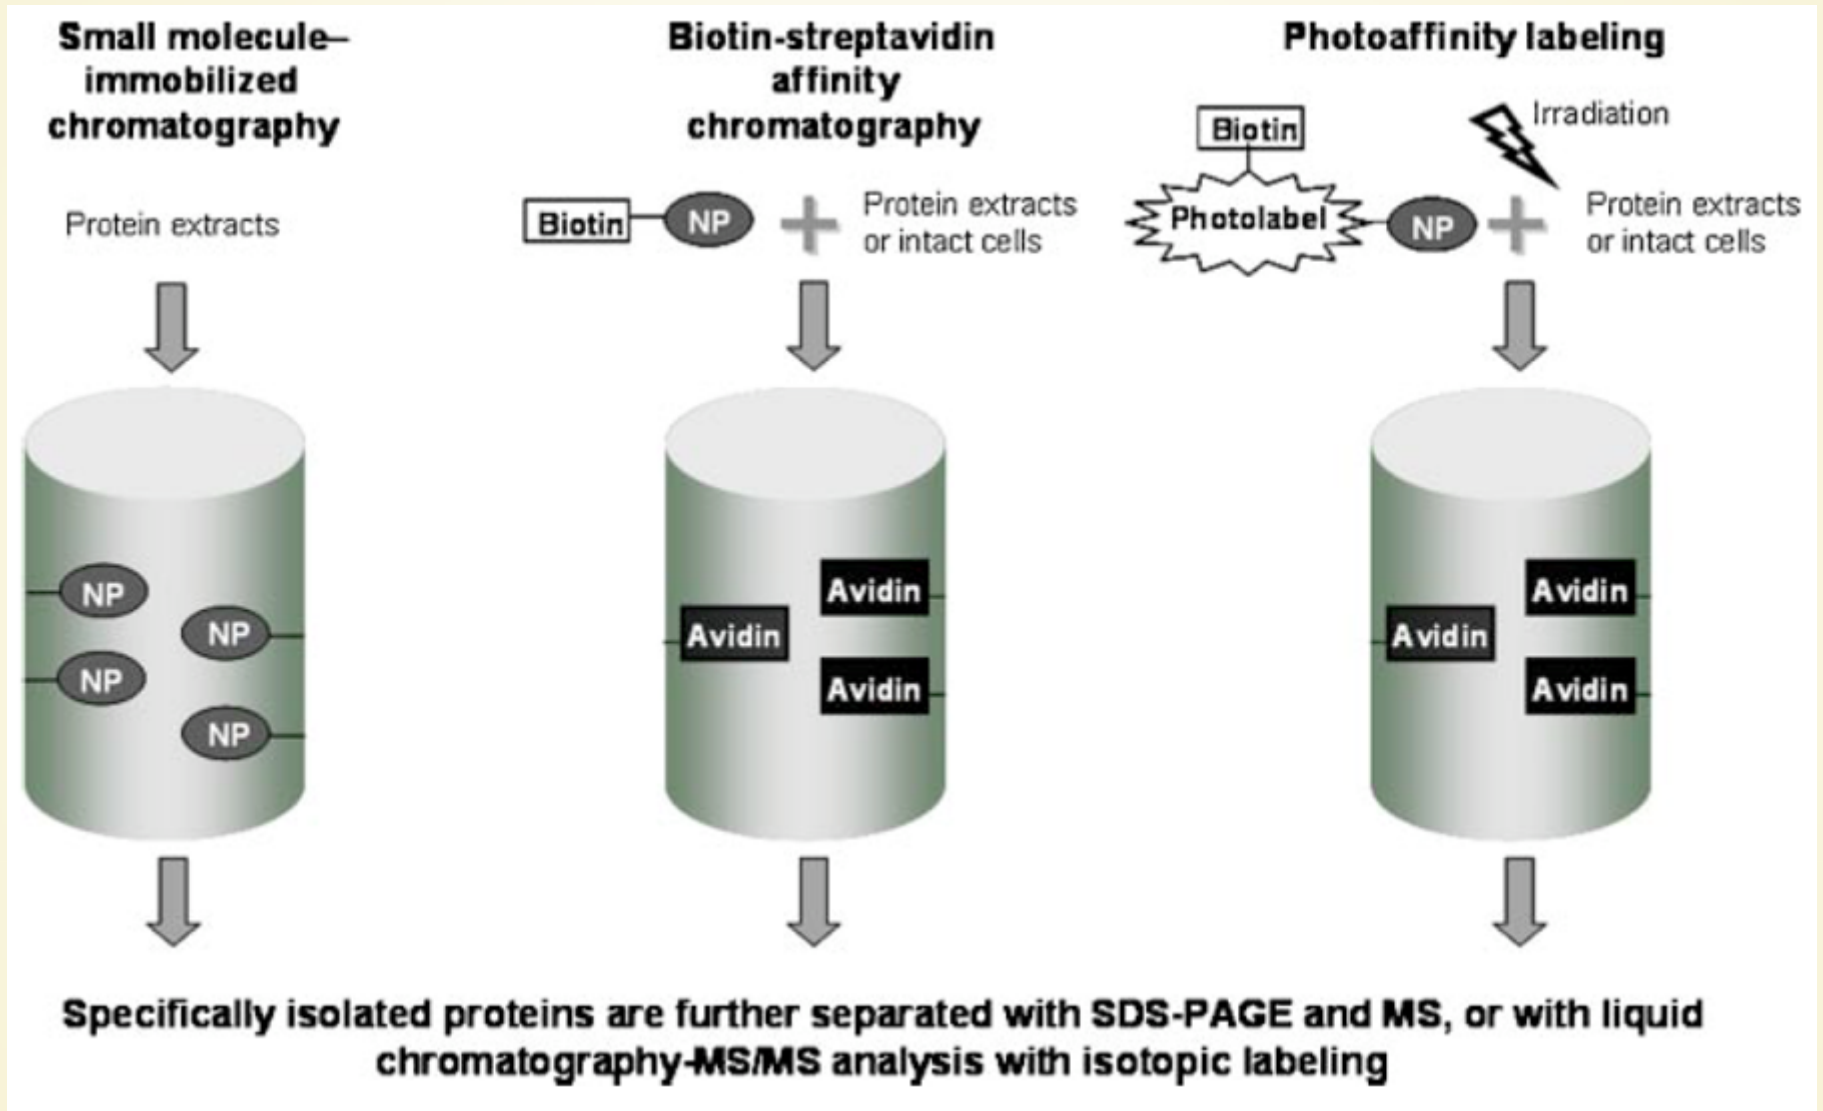 Small molecule–
immobilized
chromatography
Protein extracts
NP
NP
NP
NP
Biotin-streptavidin
affinity
chromatography
Biotin
NP
Protein extracts
or intact cells
Avidin
Avidin
Avidin
Photoaffinity labeling
Biotin
Irradiation
Photolabel
NP
Protein extracts
or intact cells
Avidin
Avidin
Avidin
Specifically isolated proteins are further separated with SDS-PAGE and MS, or with liquid
chromatography-MS/MS analysis with isotopic labeling